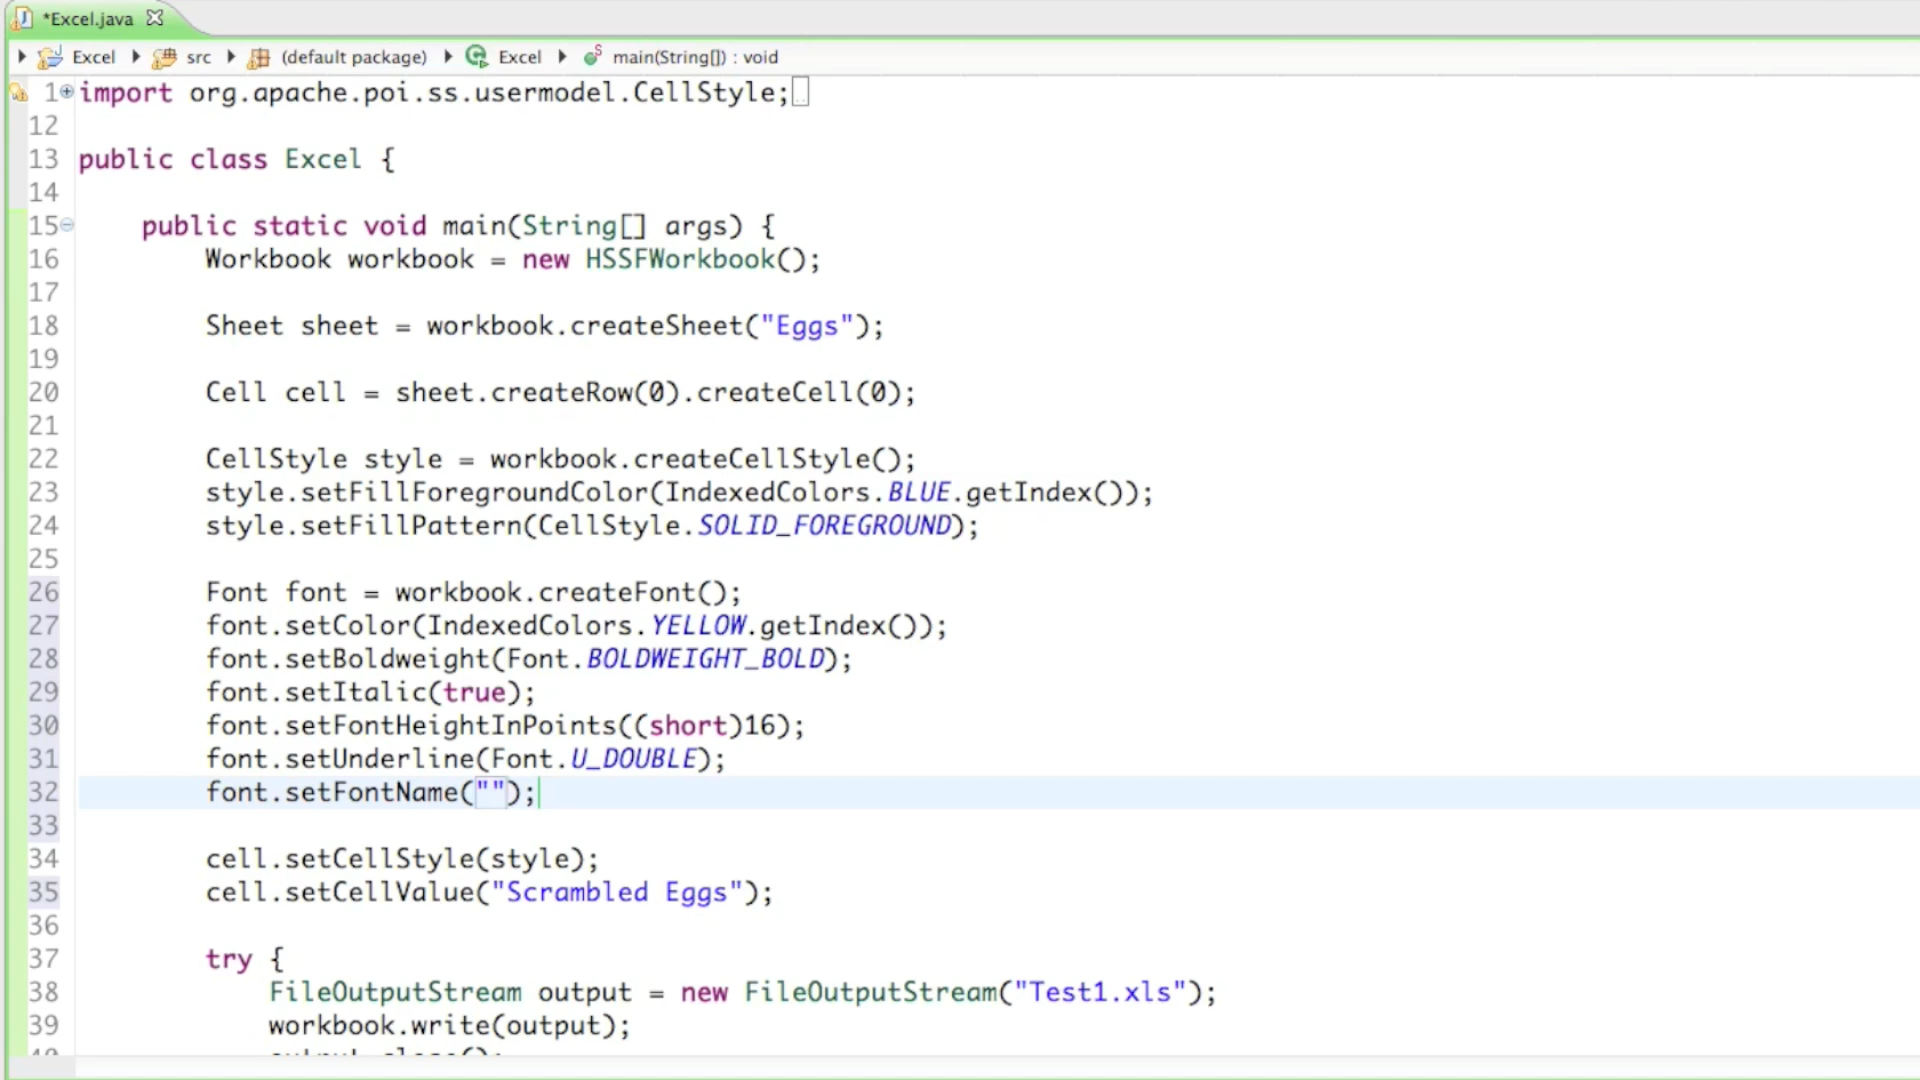 *Excel.java
Excel src (default package) Excel main(String[]) : void
1 import org.apache.poi.ss.usermodel.CellStyle;
12
13 public class Excel {
14
15 public static void main(String[] args) {
16 Workbook workbook = new HSSFWorkbook();
17
18 Sheet sheet = workbook.createSheet("Eggs");
19
20 Cell cell = sheet.createRow(0).createCell(0);
21
22 CellStyle style = workbook.createCellStyle();
23 style.setFillForegroundColor(IndexedColors.BLUE.getIndex());
24 style.setFillPattern(CellStyle.SOLID_FOREGROUND);
25
26 Font font = workbook.createFont();
27 font.setColor(IndexedColors.YELLOW.getIndex());
28 font.setBoldweight(Font.BOLDWEIGHT_BOLD);
29 font.setItalic(true);
30 font.setFontHeightInPoints((short)16);
31 font.setUnderline(Font.U_DOUBLE);
32 font.setFontName("");
33
34 cell.setCellStyle(style);
35 cell.setCellValue("Scrambled Eggs");
36
37 try {
38 FileOutputStream output = new FileOutputStream("Test1.xls");
39 workbook.write(output);